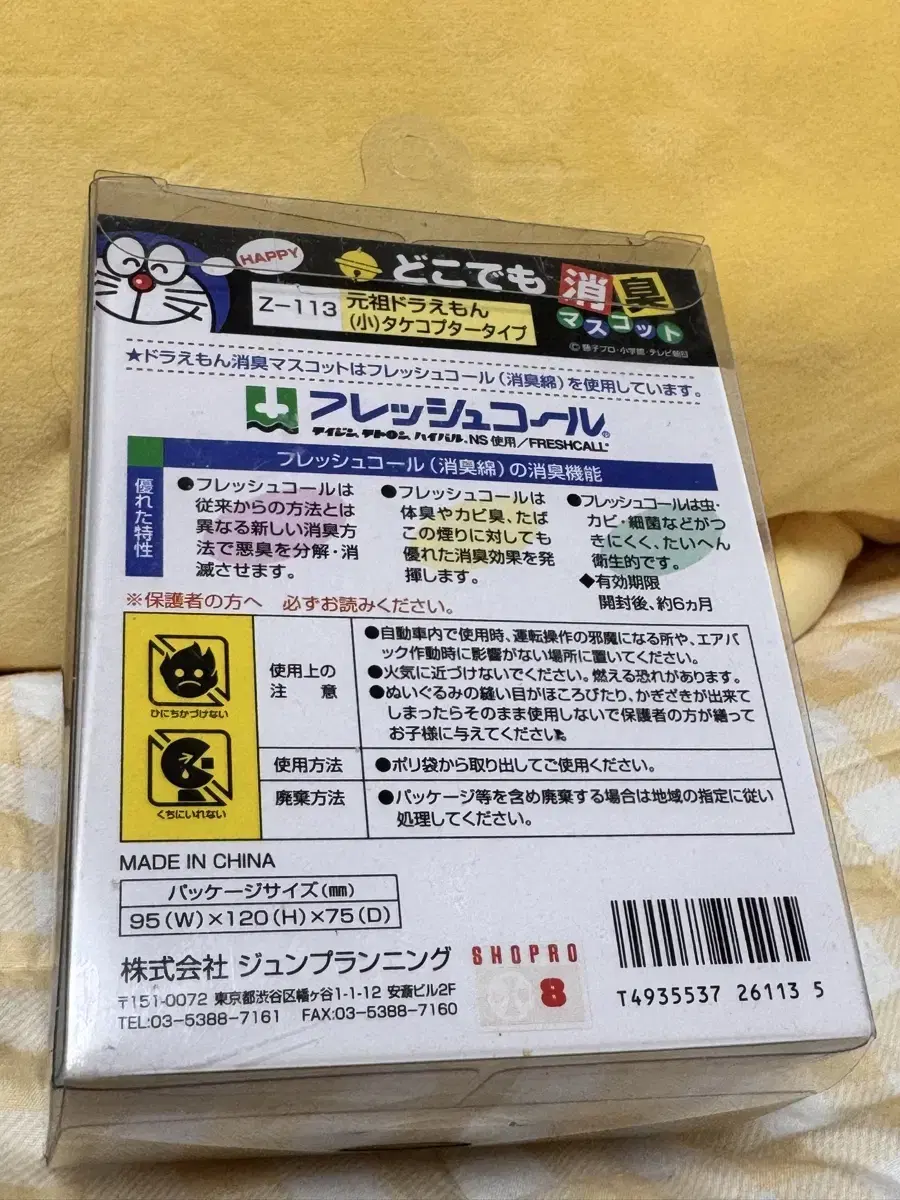 HAPPY
どこでも消臭
マスコット
Z-113 元祖ドラえもん
(小)タケコプタータイプ
© 藤子プロ・小学館・テレビ朝日
★ドラえもん消臭マスコットはフレッシュコール(消臭綿)を使用しています。
フレッシュコール®
テイジン テトロン ハイバル.NS 使用/FRESHCALL
フレッシュコール(消臭綿)の消臭機能
優れた特性
●フレッシュコールは
従来からの方法とは
異なる新しい消臭方
法で悪臭を分解・消
滅させます。
●フレッシュコールは
体臭やカビ臭、たば
この煙りに対しても
優れた消臭効果を発
揮します。
●フレッシュコールは虫・
カビ・細菌などがつ
きにくく、たいへん
衛生的です。
◆有効期限
開封後、約6ヵ月
※保護者の方へ 必ずお読みください。
ひにちかづけない
くちにいれない
使用上の
注 意
●自動車内で使用時、運転操作の邪魔になる所や、エアバ
ック作動時に影響がない場所に置いてください。
●火気に近づけないでください。燃える恐れがあります。
●ぬいぐるみの縫い目がほころびたり、かぎざきが出来て
しまったらそのまま使用しないで保護者の方が繕って
お子様に与えてください。
使用方法
●ポリ袋から取り出してご使用ください。
廃棄方法
●パッケージ等を含め廃棄する場合は地域の指定に従い
処理してください。
MADE IN CHINA
パッケージサイズ(mm)
95(W)×120(H)×75(D)
株式会社 ジュンプランニング
〒151-0072 東京都渋谷区幡ヶ谷1-1-12 安斎ビル2F
TEL:03-5388-7161 FAX:03-5388-7160
SHOPRO
8
T4935537 26113 5